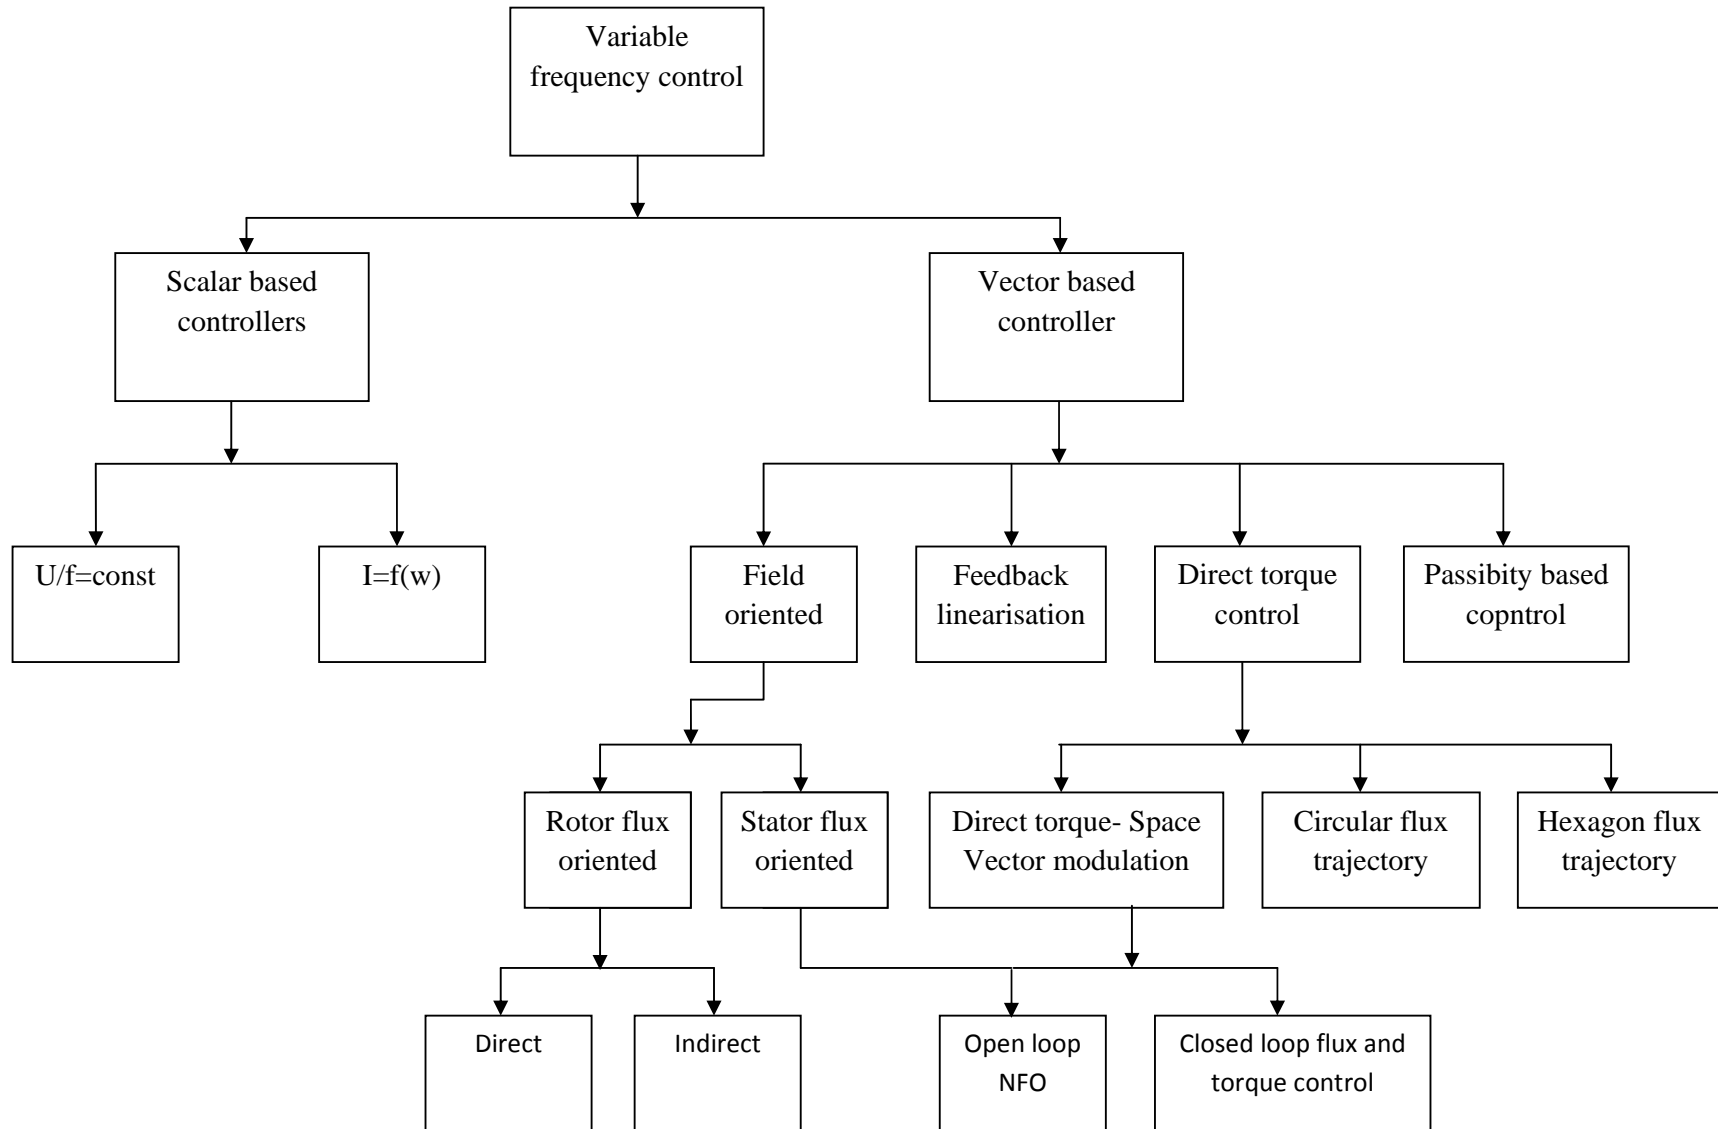 Variable
frequency control
Scalar based
controllers
Vector based
controller
U/f=const
I=f(w)
Field
oriented
Feedback
linearisation
Direct torque
control
Passibity based
copntrol
Rotor flux
oriented
Stator flux
oriented
Direct torque- Space
Vector modulation
Circular flux
trajectory
Hexagon flux
trajectory
Direct
Indirect
Open loop
NFO
Closed loop flux and
torque control